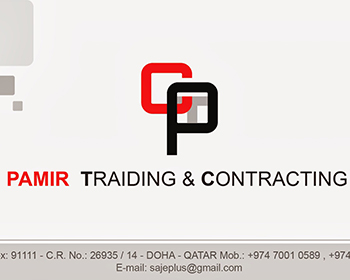 PAMIR TRAIDING & CONTRACTING
x: 91111 - C.R. No.: 26935 / 14 - DOHA - QATAR Mob.: +974 7001 0589 , +974
E-mail: sajeplus@gmail.com